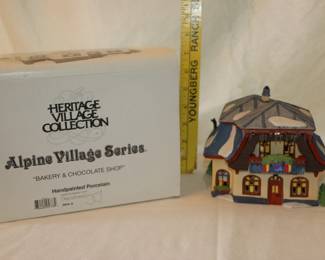 HERITAGE
VILLAGE
COLLECTION
Alpine Village Series
"BAKERY & CHOCOLATE SHOP"
Handpainted Porcelain
YOUNGBERG RANCH